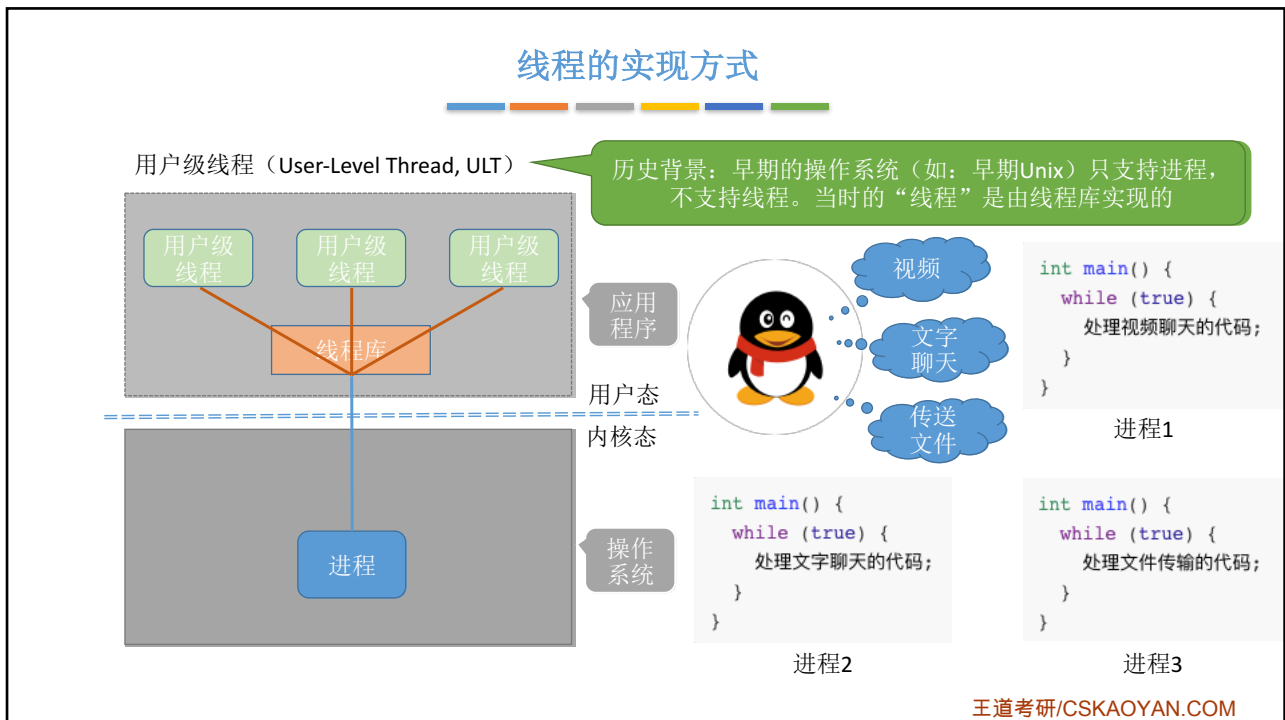 线程的实现方式
用户级线程（User-Level Thread, ULT）
历史背景：早期的操作系统（如：早期Unix）只支持进程，
不支持线程。当时的“线程”是由线程库实现的
用户级
线程
用户级
线程
用户级
线程
线程库
应用
程序
用户态
内核态
进程
操作
系统
视频
文字
聊天
传送
文件
int main() {
while (true) {
处理视频聊天的代码;
}
}
进程1
int main() {
while (true) {
处理文字聊天的代码;
}
}
进程2
int main() {
while (true) {
处理文件传输的代码;
}
}
进程3
王道考研/CSKAOYAN.COM